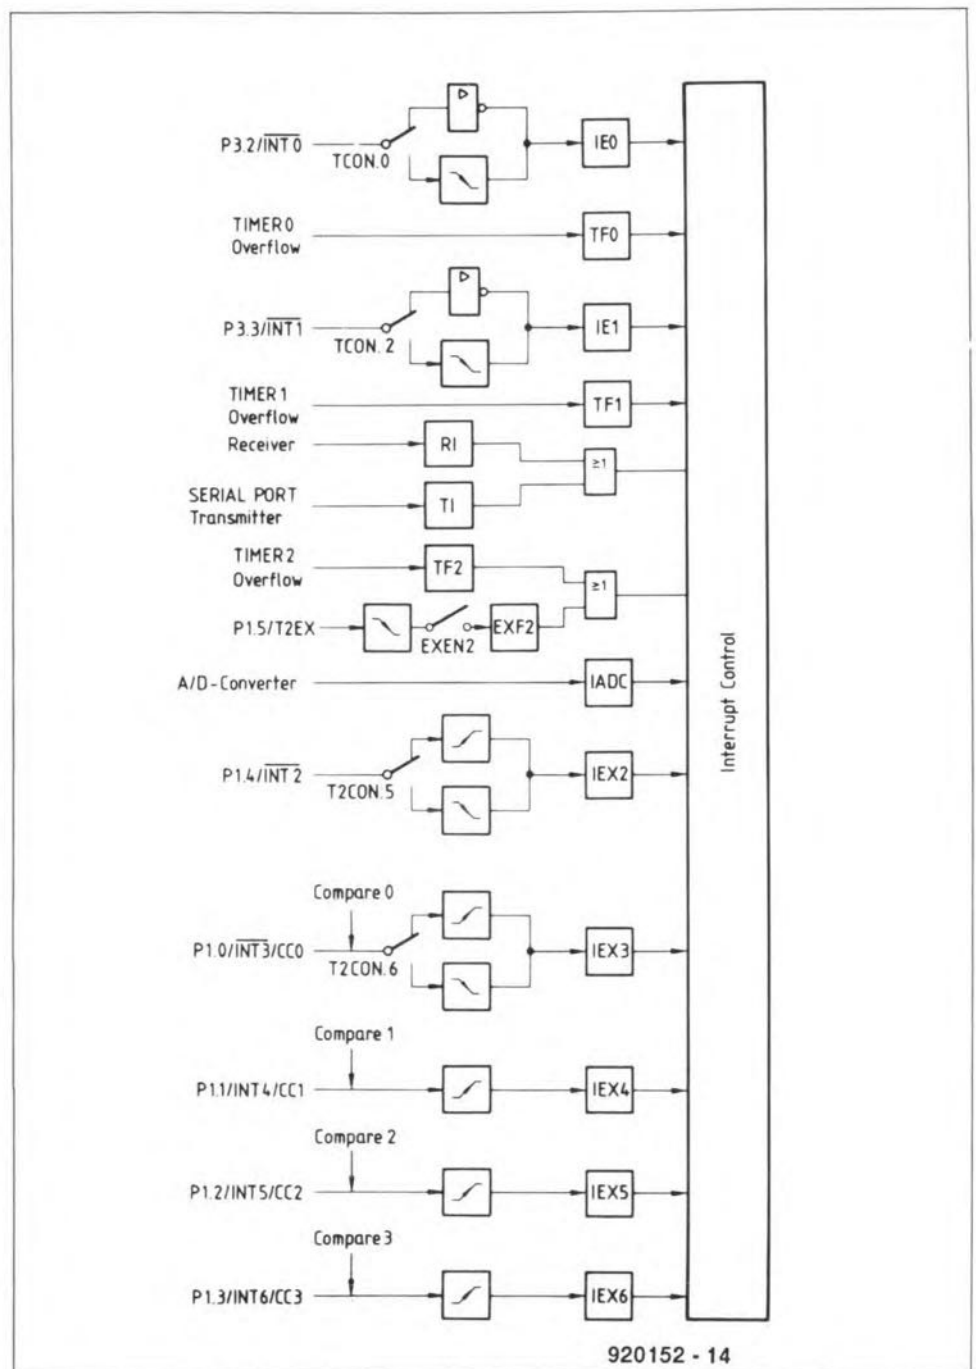 P3.2/INT0
TCON.0
IE0
TIMER0
Overflow
TF0
P3.3/INT1
TCON.2
IE1
TIMER1
Overflow
TF1
Receiver
RI
≥1
SERIAL PORT
Transmitter
TI
TIMER2
Overflow
TF2
≥1
P1.5/T2EX
EXEN2
EXF2
A/D-Converter
IADC
Interrupt Control
P1.4/INT2
T2CON.5
IEX2
Compare 0
P1.0/INT3/CC0
T2CON.6
IEX3
Compare 1
P1.1/INT4/CC1
IEX4
Compare 2
P1.2/INT5/CC2
IEX5
Compare 3
P1.3/INT6/CC3
IEX6
920152 - 14